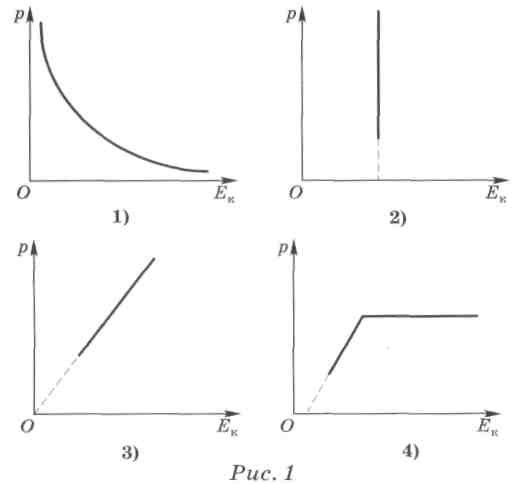 p p
O Eк O Eк
1) 2)
p p
O Eк O Eк
3) 4)
Рис. 1